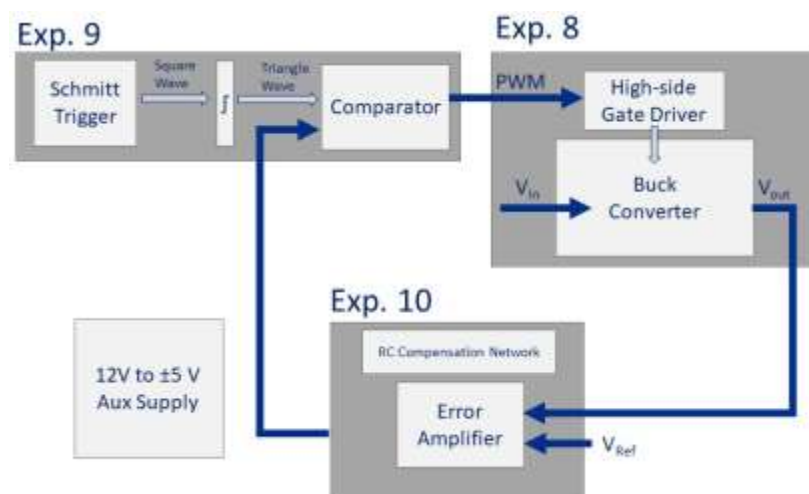 Exp. 9
Schmitt
Trigger
Square
Wave
∫
Triangle
Wave
Comparator
Exp. 8
PWM
High-side
Gate Driver
Vin
Buck
Converter
Vout
Exp. 10
RC Compensation Network
Error
Amplifier
VRef
12V to ±5 V
Aux Supply